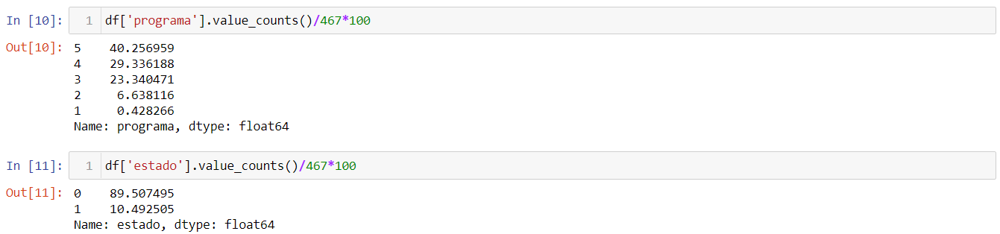 In [10]: 1 df['programa'].value_counts()/467*100
Out[10]: 5 40.256959
4 29.336188
3 23.340471
2 6.638116
1 0.428266
Name: programa, dtype: float64
In [11]: 1 df['estado'].value_counts()/467*100
Out[11]: 0 89.507495
1 10.492505
Name: estado, dtype: float64